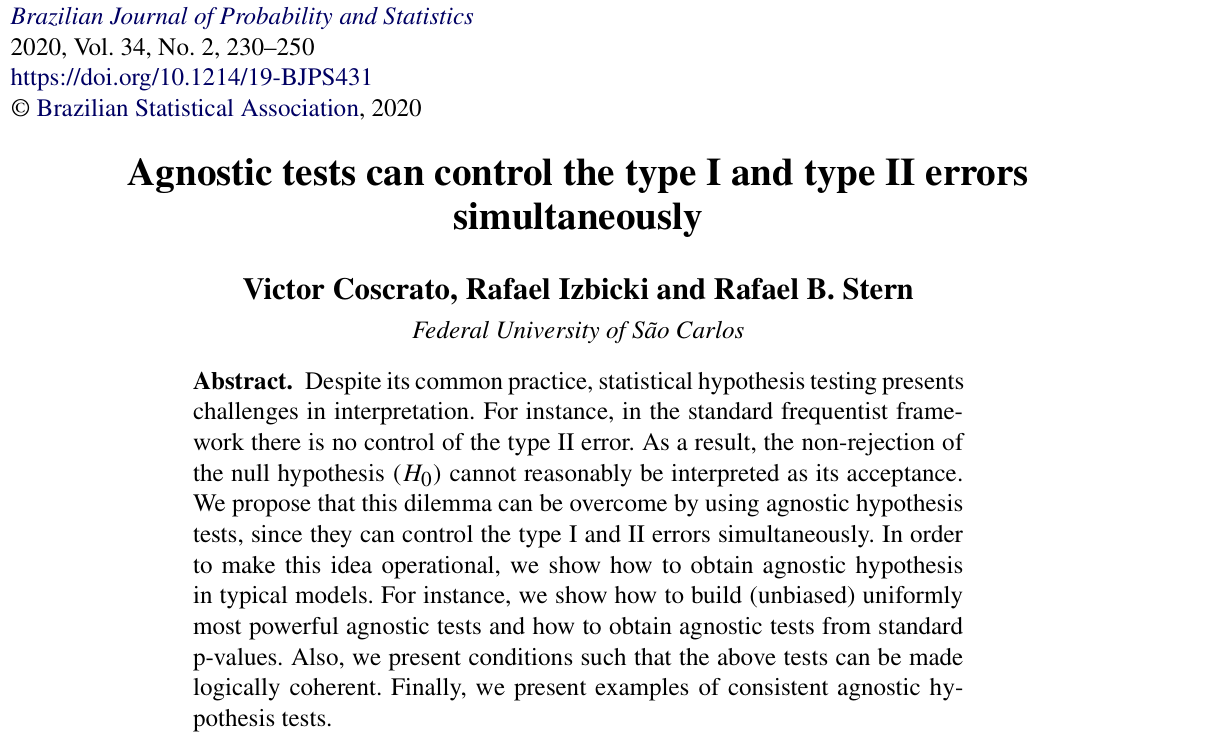 Brazilian Journal of Probability and Statistics
2020, Vol. 34, No. 2, 230–250
https://doi.org/10.1214/19-BJPS431
© Brazilian Statistical Association, 2020
Agnostic tests can control the type I and type II errors
simultaneously
Victor Coscrato, Rafael Izbicki and Rafael B. Stern
Federal University of São Carlos
Abstract. Despite its common practice, statistical hypothesis testing presents
challenges in interpretation. For instance, in the standard frequentist frame-
work there is no control of the type II error. As a result, the non-rejection of
the null hypothesis (H0) cannot reasonably be interpreted as its acceptance.
We propose that this dilemma can be overcome by using agnostic hypothesis
tests, since they can control the type I and II errors simultaneously. In order
to make this idea operational, we show how to obtain agnostic hypothesis
in typical models. For instance, we show how to build (unbiased) uniformly
most powerful agnostic tests and how to obtain agnostic tests from standard
p-values. Also, we present conditions such that the above tests can be made
logically coherent. Finally, we present examples of consistent agnostic hy-
pothesis tests.